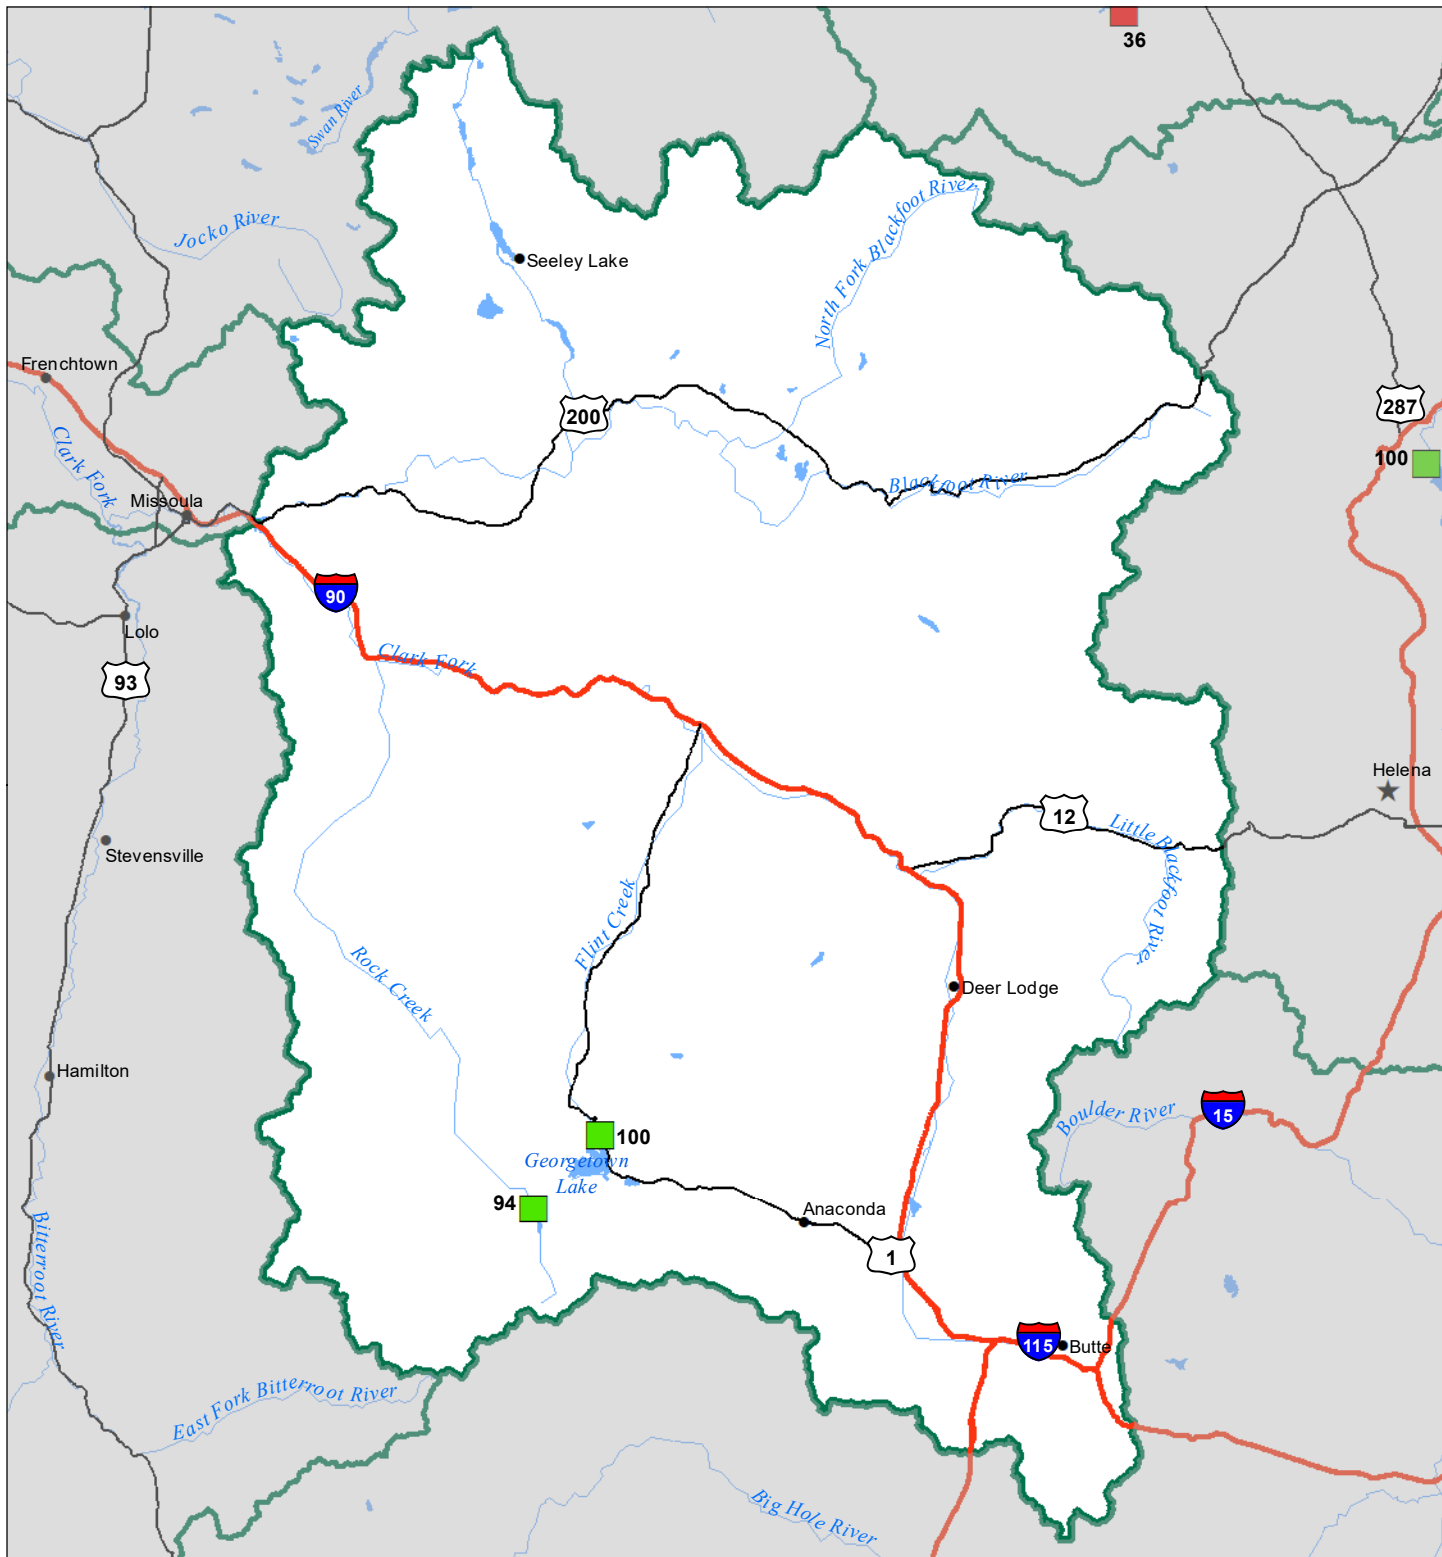 36
Swan River
North Fork Blackfoot River
Jocko River
Seeley Lake
Frenchtown
200
287
Clark Fork
100
Blackfoot River
Missoula
90
Lolo
Clark Fork
93
Helena
12
Little Blackfoot River
Stevensville
Flint Creek
Rock Creek
Deer Lodge
Hamilton
Boulder River
15
100
Georgetown
Lake
94
Anaconda
1
Bitterroot River
115
Butte
East Fork Bitterroot River
Big Hole River